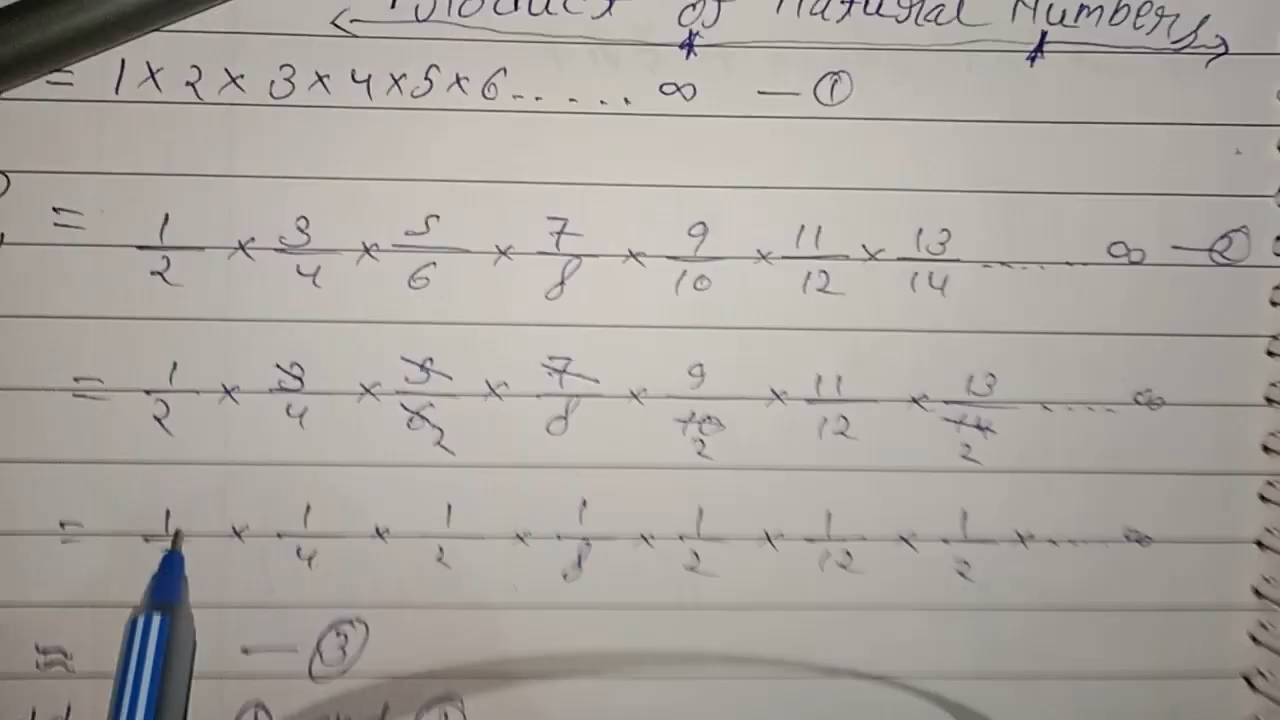 Product of Natural Numbers
= 1 × 2 × 3 × 4 × 5 × 6 ...... ∞ — ①
= 1/2 × 3/4 × 5/6 × 7/8 × 9/10 × 11/12 × 13/14 ...... ∞ — ②
= 1/2 × 3/4 × 5/6 2 × 7/8 × 9/10 2 × 11/12 × 13/14 2 ..... ∞
= 1 × 1/4 × 1/2 × 1/8 × 1/2 × 1/12 × 1/2 × .... ∞
— ③